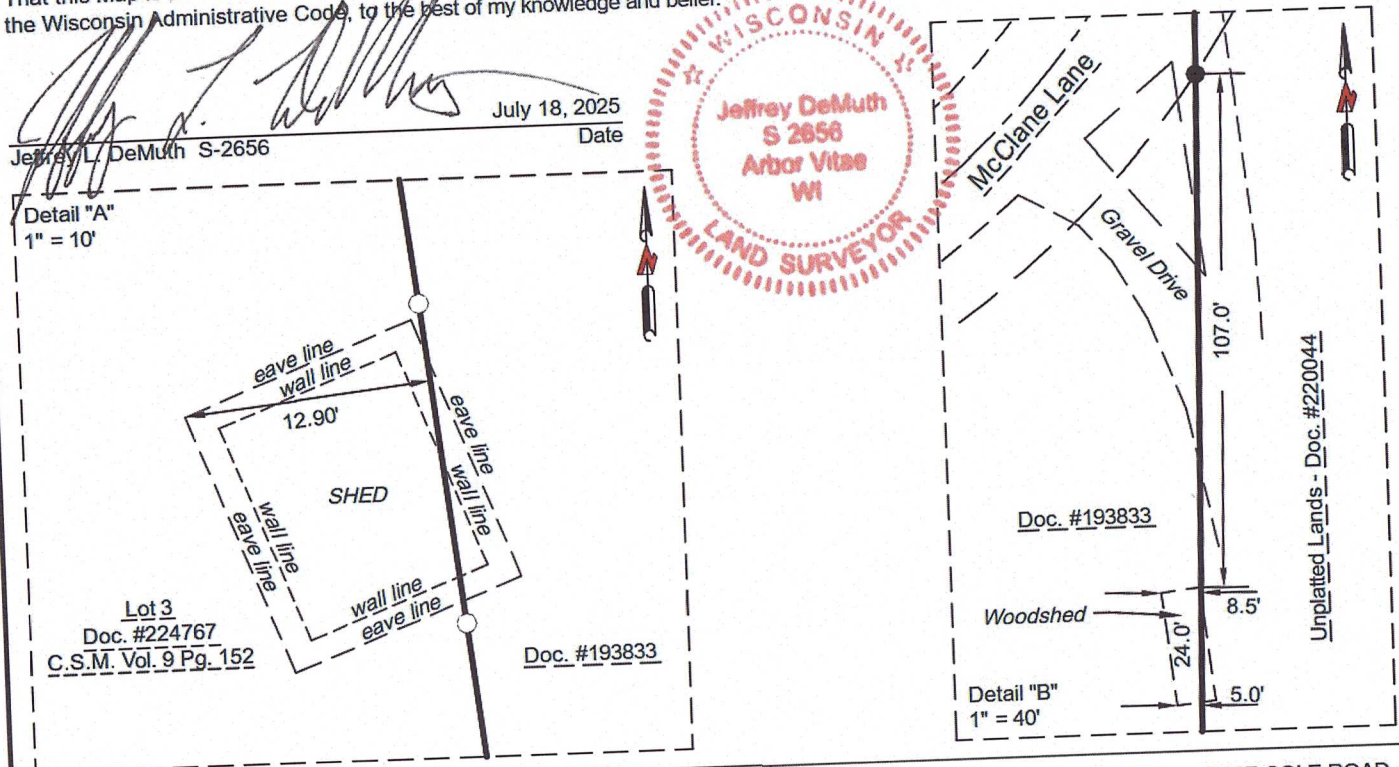 the Wisconsin Administrative Code, to the best of my knowledge and belief.
July 18, 2025
Jeffrey L. DeMuth S-2656
Date
WISCONSIN
Jeffrey DeMuth
S 2656
Arbor Vitae
WI
LAND SURVEYOR
Detail "A"
1" = 10'
N
eave line
wall line
12.90'
eave line
wall line
SHED
wall line
eave line
wall line
eave line
Lot 3
Doc. #224767
C.S.M. Vol. 9 Pg. 152
Doc. #193833
McClane Lane
N
Gravel Drive
107.0'
Unplatted Lands - Doc. #220044
Doc. #193833
Woodshed
8.5'
24.0'
5.0'
Detail "B"
1" = 40'